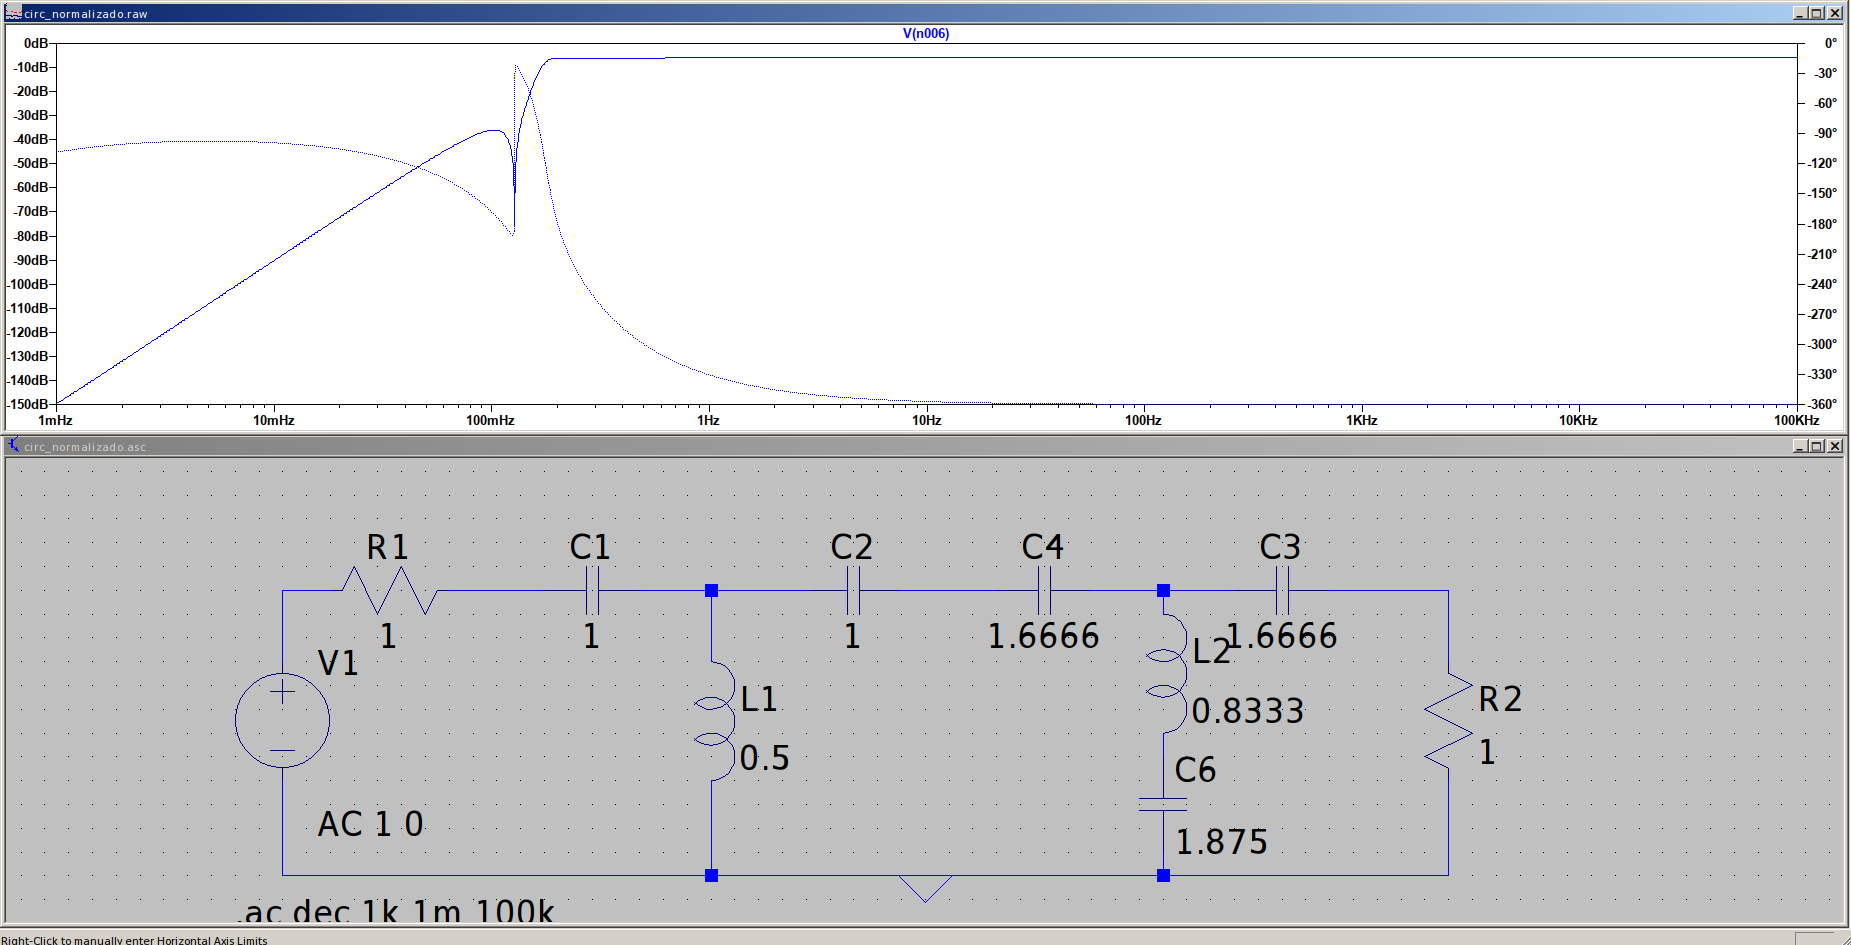 circ_normalizado.raw
V(n006)
0dB
-10dB
-20dB
-30dB
-40dB
-50dB
-60dB
-70dB
-80dB
-90dB
-100dB
-110dB
-120dB
-130dB
-140dB
-150dB
0°
-30°
-60°
-90°
-120°
-150°
-180°
-210°
-240°
-270°
-300°
-330°
-360°
1mHz 10mHz 100mHz 1Hz 10Hz 100Hz 1KHz 10KHz 100KHz
circ_normalizado.asc
R1 C1 C2 C4 C3
1 1 1 1.6666 1.6666
V1 L1 L2 R2
0.5 0.8333 1
C6
AC 1 0 1.875
.ac dec 1k 1m 100k
Right-Click to manually enter Horizontal Axis Limits